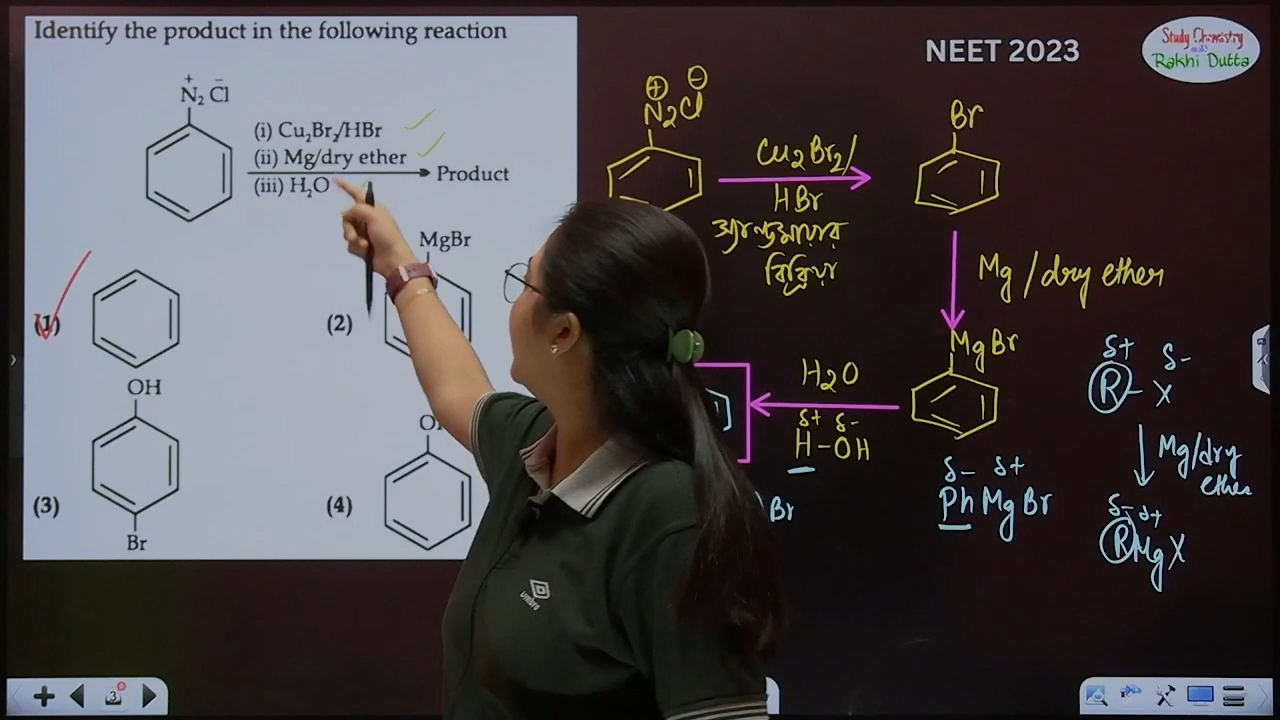 Identify the product in the following reaction
N₂⁺ Cl⁻
(i) Cu₂Br₂/HBr
(ii) Mg/dry ether
(iii) H₂O
Product
(1)
MgBr
(2)
OH
Br
(3)
(4)
NEET 2023
Study Chemistry
with
Rakhi Dutta
N₂⊕Cl⊖
Cu₂Br₂/
HBr
স্যান্ডমায়ার
বিক্রিয়া
Br
Mg/dry ether
MgBr
H₂O
δ+ δ-
H-OH
Br
δ- δ+
PhMgBr
δ+ δ-
R-X
Mg/dry
ether
δ- δ+
RMgX
3